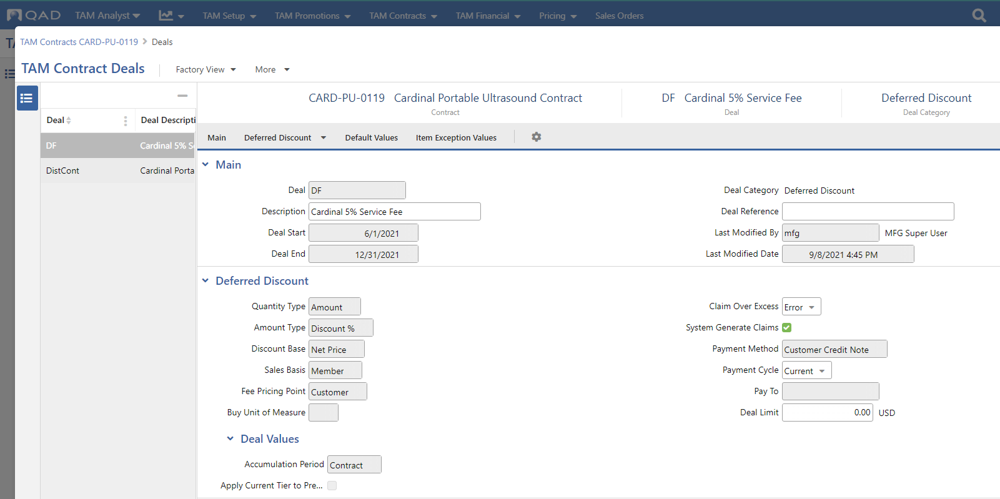 QAD TAM Analyst TAM Setup TAM Promotions TAM Contracts TAM Financial Pricing Sales Orders
TAM Contracts CARD-PU-0119 > Deals
TAM Contract Deals Factory View More
CARD-PU-0119 Cardinal Portable Ultrasound Contract
Contract
DF Cardinal 5% Service Fee
Deal
Deferred Discount
Deal Category
Deal Deal Descripti
DF Cardinal 5% Se
DistCont Cardinal Porta
Main Deferred Discount Default Values Item Exception Values
Main
Deal DF
Description Cardinal 5% Service Fee
Deal Start 6/1/2021
Deal End 12/31/2021
Deal Category Deferred Discount
Deal Reference
Last Modified By mfg MFG Super User
Last Modified Date 9/8/2021 4:45 PM
Deferred Discount
Quantity Type Amount
Amount Type Discount %
Discount Base Net Price
Sales Basis Member
Fee Pricing Point Customer
Buy Unit of Measure
Claim Over Excess Error
System Generate Claims
Payment Method Customer Credit Note
Payment Cycle Current
Pay To
Deal Limit 0.00 USD
Deal Values
Accumulation Period Contract
Apply Current Tier to Pre...